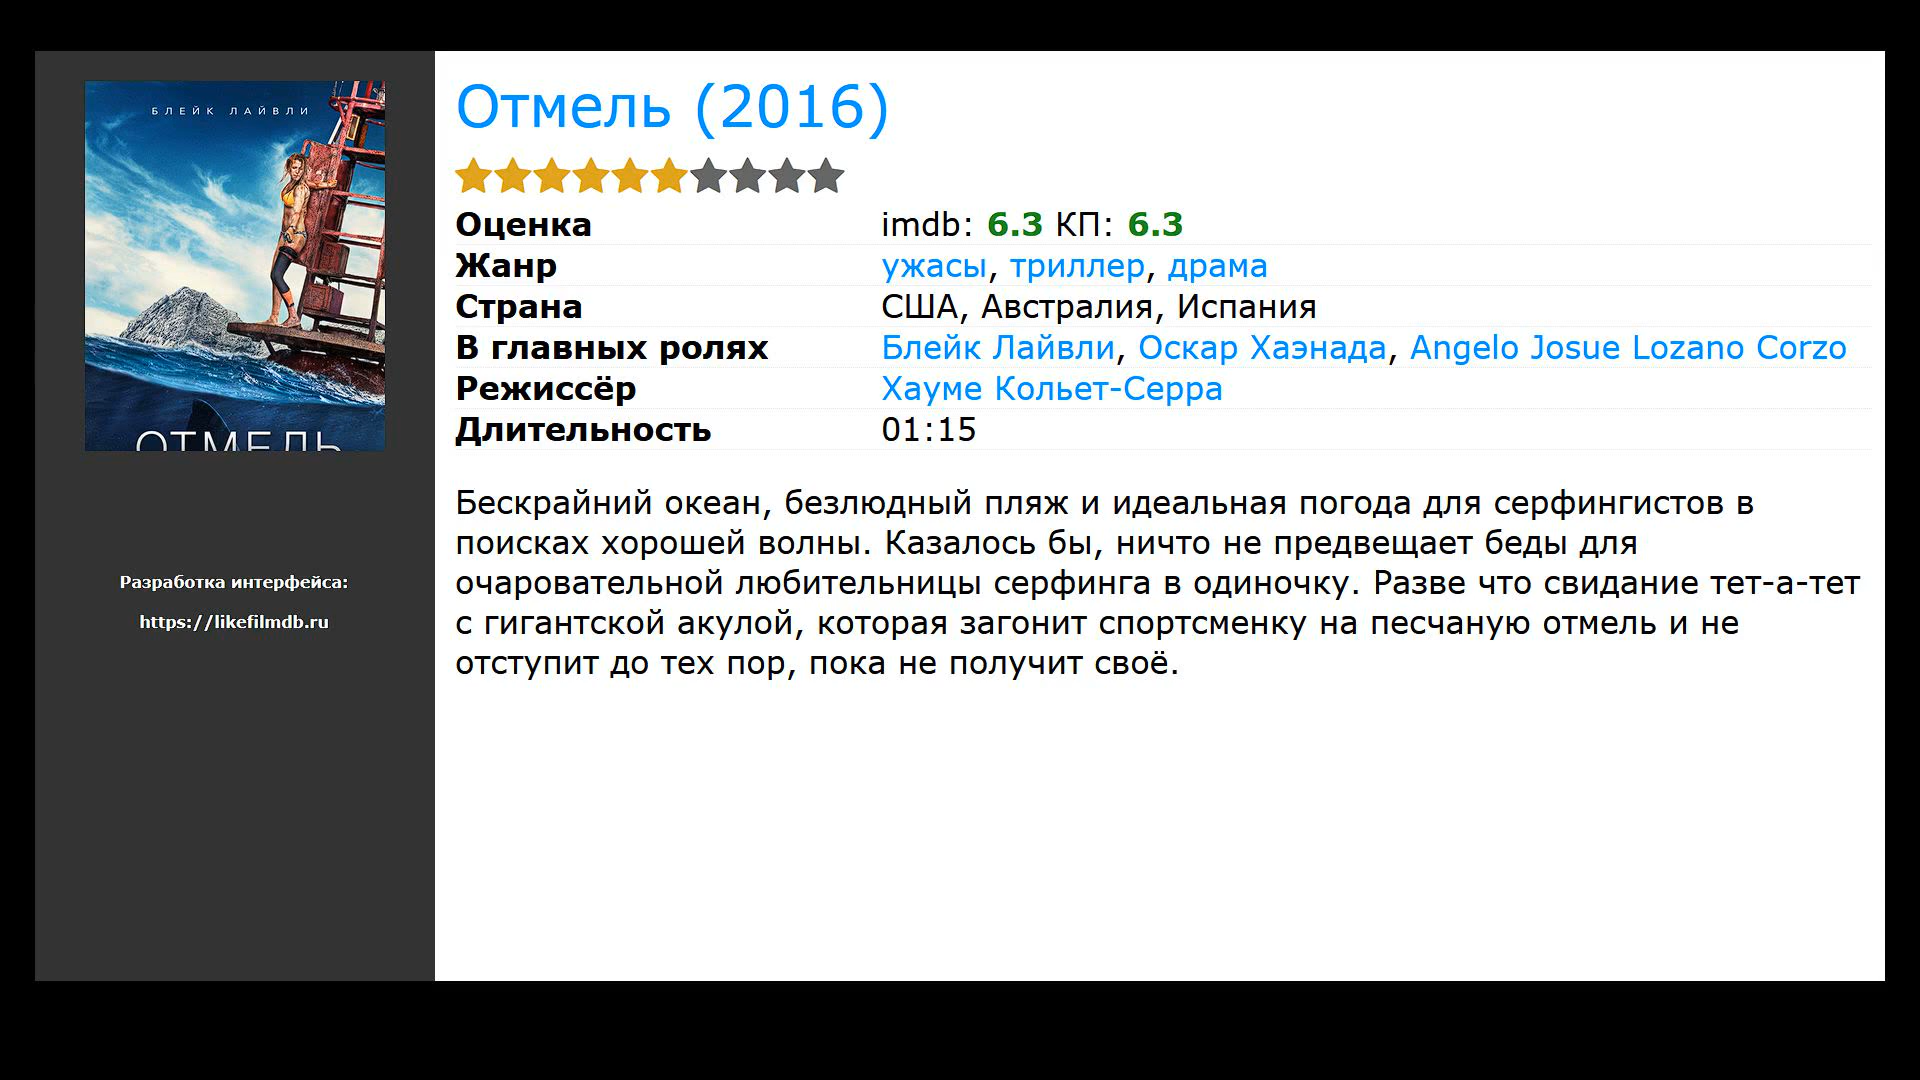 БЛЕЙК ЛАЙВЛИ
ОТМЕЛЬ
Разработка интерфейса:
https://likefilmdb.ru
Отмель (2016)
Оценка imdb: 6.3 КП: 6.3
Жанр ужасы, триллер, драма
Страна США, Австралия, Испания
В главных ролях Блейк Лайвли, Оскар Хаэнада, Angelo Josue Lozano Corzo
Режиссёр Хауме Кольет-Серра
Длительность 01:15
Бескрайний океан, безлюдный пляж и идеальная погода для серфингистов в
поисках хорошей волны. Казалось бы, ничто не предвещает беды для
очаровательной любительницы серфинга в одиночку. Разве что свидание тет-а-тет
с гигантской акулой, которая загонит спортсменку на песчаную отмель и не
отступит до тех пор, пока не получит своё.